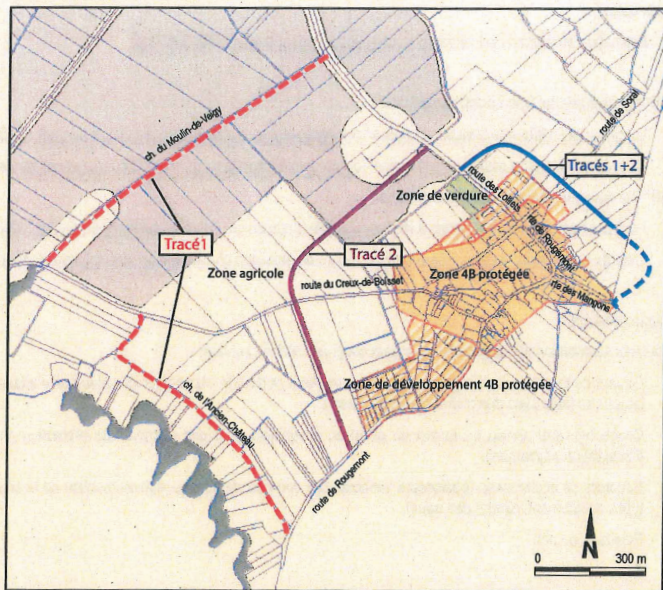 ch. du Moulin-de-Veigy
route de Soral
Tracés 1+2
route des Lolliets
Zone de verdure
Tracé1
Tracé 2
rte de Rougemont
Zone agricole
Zone 4B protégée
route du Creux-de-Boisset
rte des Mangons
Zone de développement 4B protégée
ch. de l'Ancien-Château
route de Rougemont
N
0 300 m